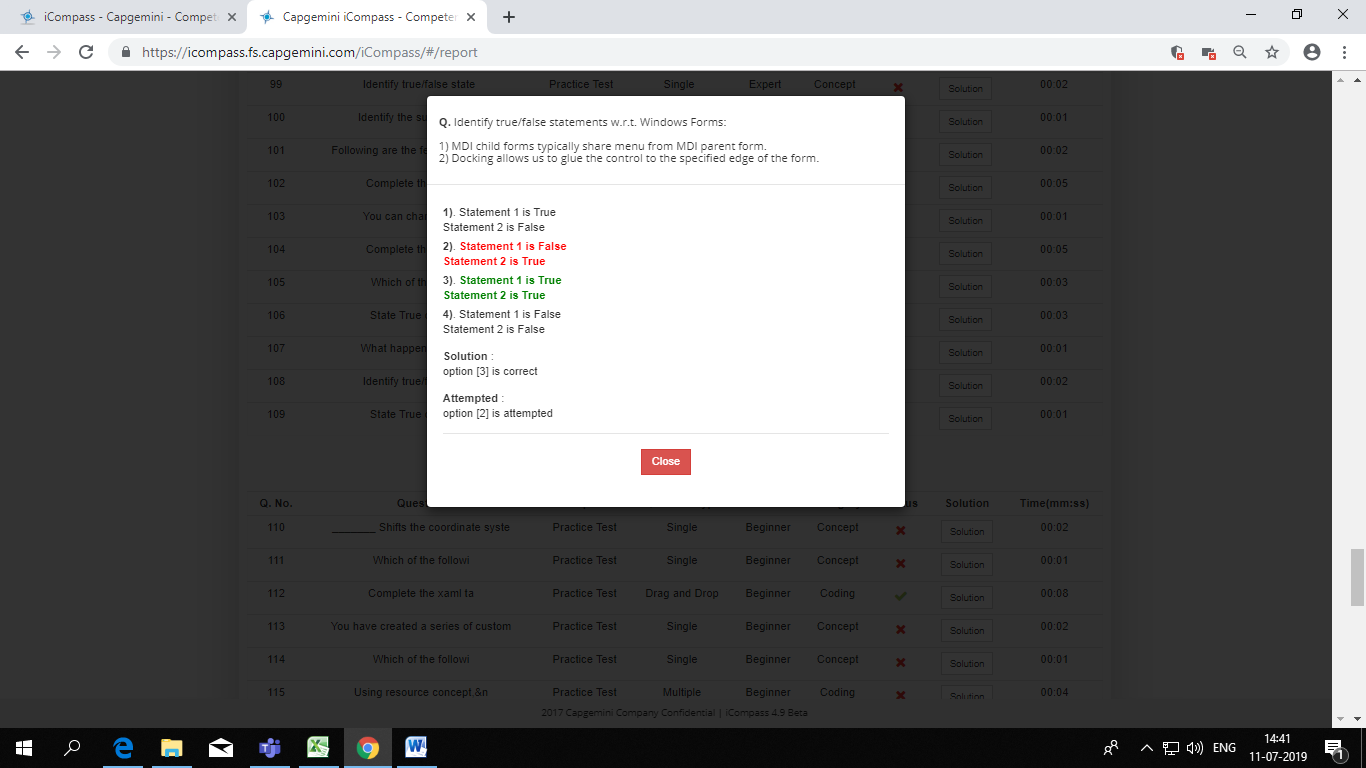 iCompass - Capgemini - Compet
Capgemini iCompass - Competen
https://icompass.fs.capgemini.com/iCompass/#/report
99 Identify true/false state Practice Test Single Expert Concept Solution 00:02
100 Identify the su Solution 00:01
101 Following are the fe Solution 00:02
102 Complete th Solution 00:05
103 You can cha Solution 00:01
104 Complete th Solution 00:05
105 Which of th Solution 00:03
106 State True Solution 00:03
107 What happen Solution 00:01
108 Identify true/f Solution 00:02
109 State True Solution 00:01
Q. Identify true/false statements w.r.t. Windows Forms:
1) MDI child forms typically share menu from MDI parent form.
2) Docking allows us to glue the control to the specified edge of the form.
1). Statement 1 is True
Statement 2 is False
2). Statement 1 is False
Statement 2 is True
3). Statement 1 is True
Statement 2 is True
4). Statement 1 is False
Statement 2 is False
Solution :
option [3] is correct
Attempted :
option [2] is attempted
Close
Q. No. Ques us Solution Time(mm:ss)
110 _______ Shifts the coordinate syste Practice Test Single Beginner Concept Solution 00:02
111 Which of the followi Practice Test Single Beginner Concept Solution 00:01
112 Complete the xaml ta Practice Test Drag and Drop Beginner Coding Solution 00:08
113 You have created a series of custom Practice Test Single Beginner Concept Solution 00:02
114 Which of the followi Practice Test Single Beginner Concept Solution 00:01
115 Using resource concept,&n Practice Test Multiple Beginner Coding Solution 00:04
2017 Capgemini Company Confidential | iCompass 4.9 Beta
ENG
14:41
11-07-2019
1